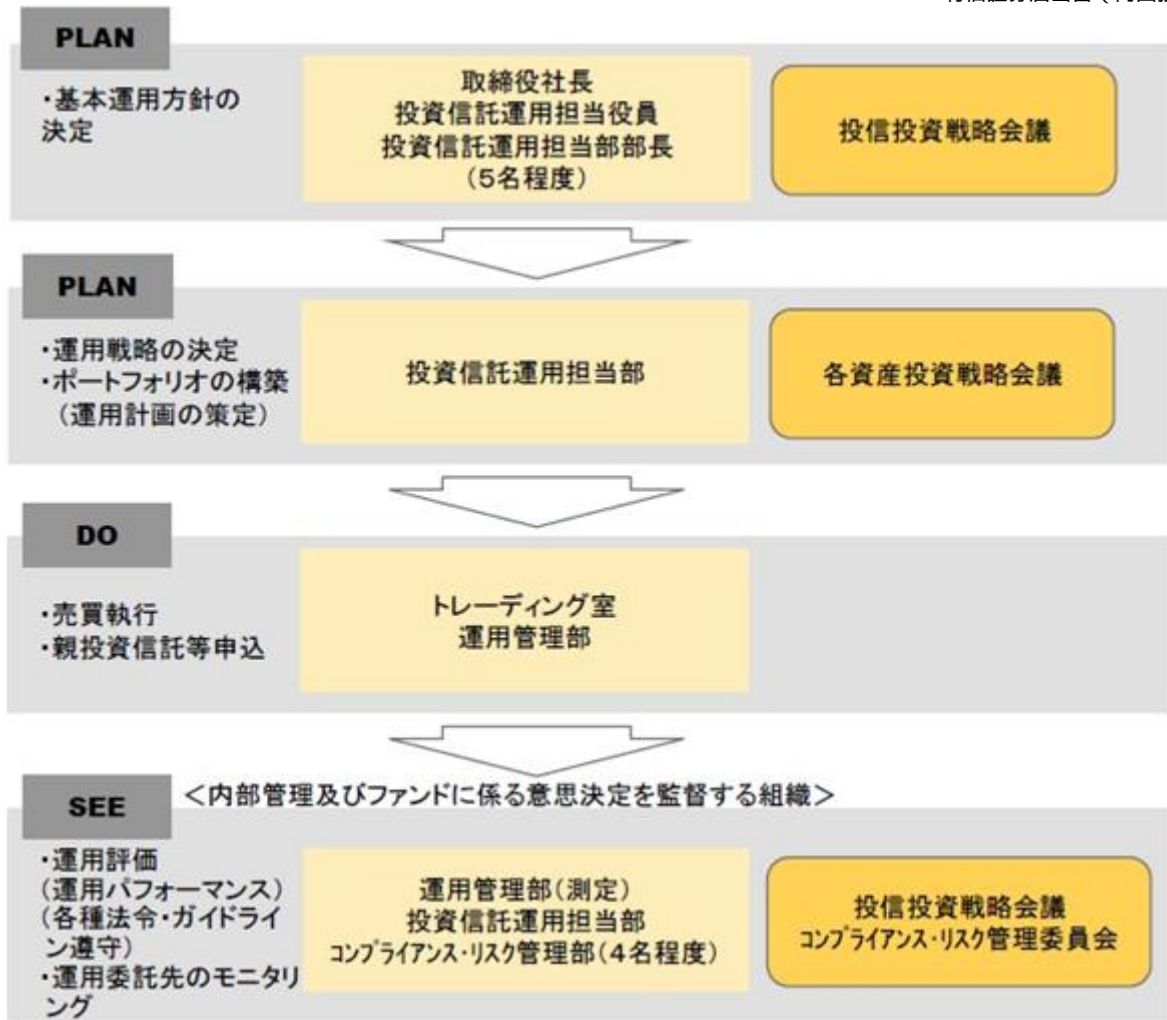 PLAN
・基本運用方針の
決定
取締役社長
投資信託運用担当役員
投資信託運用担当部部長
(5名程度)
投信投資戦略会議
PLAN
・運用戦略の決定
・ポートフォリオの構築
(運用計画の策定)
投資信託運用担当部
各資産投資戦略会議
DO
・売買執行
・親投資信託等申込
トレーディング室
運用管理部
SEE
<内部管理及びファンドに係る意思決定を監督する組織>
・運用評価
(運用パフォーマンス)
(各種法令・ガイドライ
ン遵守)
・運用委託先のモニタリ
ング
運用管理部(測定)
投資信託運用担当部
コンプライアンス・リスク管理部(4名程度)
投信投資戦略会議
コンプライアンス・リスク管理委員会